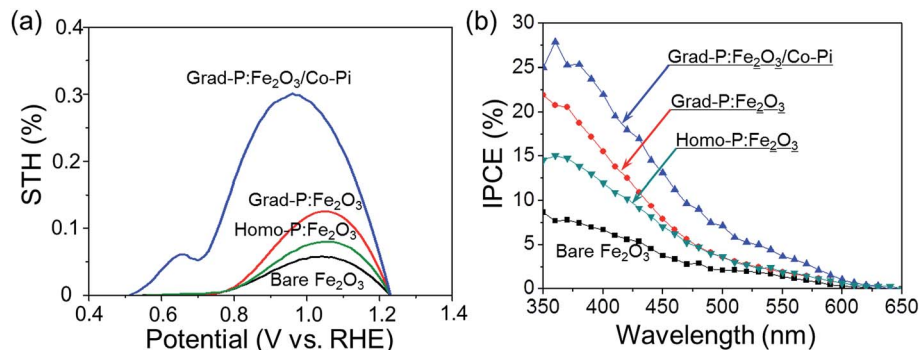 (a)
0.4
0.3
0.2
0.1
0
STH (%)
Grad-P:Fe2O3/Co-Pi
Grad-P:Fe2O3
Homo-P:Fe2O3
Bare Fe2O3
0.4 0.6 0.8 1.0 1.2 1.4
Potential (V vs. RHE)
(b)
30
25
20
15
10
5
0
IPCE (%)
Grad-P:Fe2O3/Co-Pi
Grad-P:Fe2O3
Homo-P:Fe2O3
Bare Fe2O3
350 400 450 500 550 600 650
Wavelength (nm)